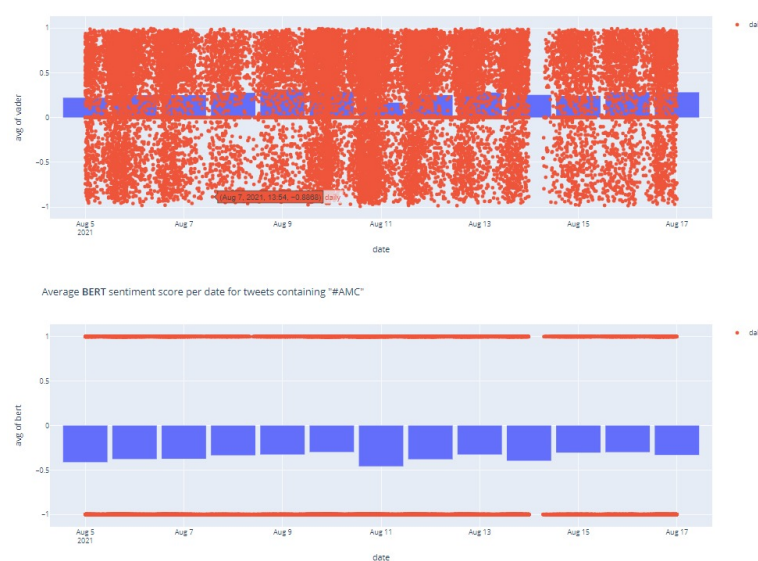 1
0.5
0
−0.5
−1
avg of vader
(Aug 7, 2021, 13:54, −0.8868) daily
Aug 5
2021
Aug 7
Aug 9
Aug 11
Aug 13
Aug 15
Aug 17
date
Average BERT sentiment score per date for tweets containing "#AMC"
1
0.5
0
−0.5
−1
avg of bert
Aug 5
2021
Aug 7
Aug 9
Aug 11
Aug 13
Aug 15
Aug 17
date